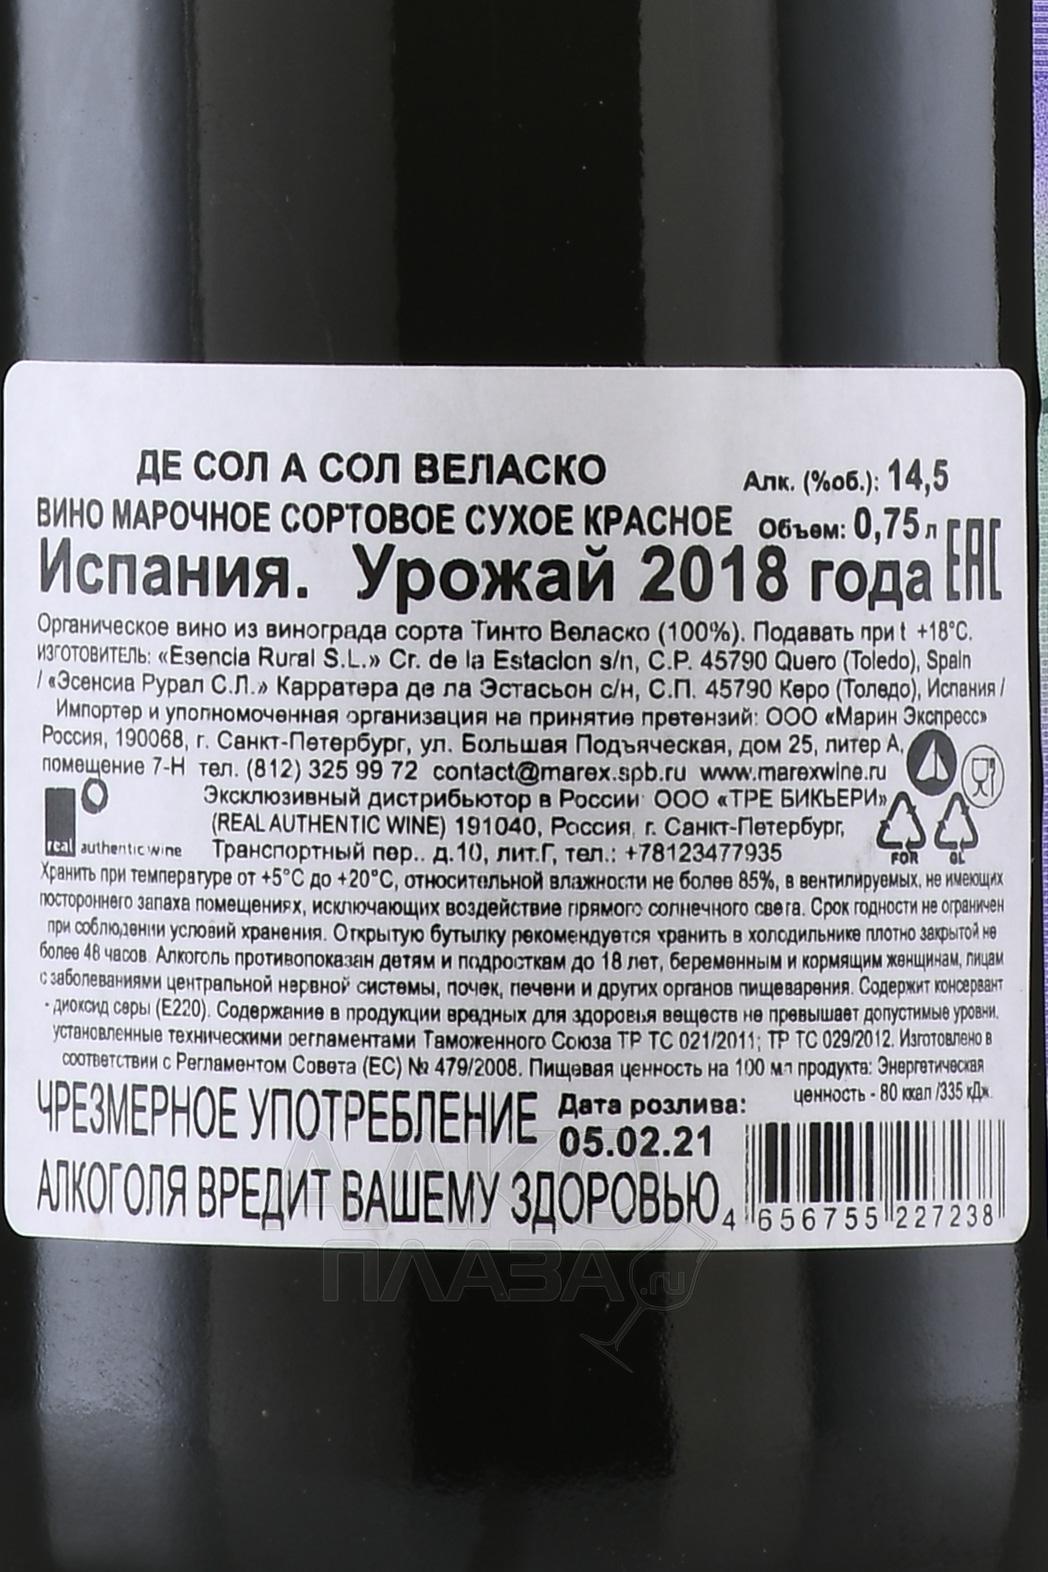 ДЕ СОЛ А СОЛ ВЕЛАСКО
Алк. (%об.): 14,5
ВИНО МАРОЧНОЕ СОРТОВОЕ СУХОЕ КРАСНОЕ
Объем: 0,75 л
Испания. Урожай 2018 года
EAC
Органическое вино из винограда сорта Тинто Веласко (100%). Подавать при t +18°C.
ИЗГОТОВИТЕЛЬ: «Esencia Rural S.L.» Cr. de la Estacion s/n, C.P. 45790 Quero (Toledo), Spain
/ «Эсенсиа Рурал С.Л.» Карратера де ла Эстасьон с/н, С.П. 45790 Керо (Толедо), Испания /
Импортер и уполномоченная организация на принятие претензий: ООО «Марин Экспресс»
Россия, 190068, г. Санкт-Петербург, ул. Большая Подъяческая, дом 25, литер А,
помещение 7-Н тел. (812) 325 99 72 contact@marex.spb.ru www.marexwine.ru
Эксклюзивный дистрибьютор в России ООО «ТРЕ БИКЬЕРИ»
(REAL AUTHENTIC WINE) 191040, Россия, г. Санкт-Петербург,
real authentic wine
Транспортный пер.. д.10, лит.Г, тел.: +78123477935
FOR
GL
Хранить при температуре от +5°C до +20°C, относительной влажности не более 85%, в вентилируемых, не имеющих
постороннего запаха помещениях, исключающих воздействие прямого солнечного света. Срок годности не ограничен
при соблюдении условий хранения. Открытую бутылку рекомендуется хранить в холодильнике плотно закрытой не
более 48 часов. Алкоголь противопоказан детям и подросткам до 18 лет, беременным и кормящим женщинам, лицам
с заболеваниями центральной нервной системы, почек, печени и других органов пищеварения. Содержит консервант
- диоксид серы (Е220). Содержание в продукции вредных для здоровья веществ не превышает допустимые уровни,
установленные техническими регламентами Таможенного Союза ТР ТС 021/2011; ТР ТС 029/2012. Изготовлено в
соответствии с Регламентом Совета (ЕС) № 479/2008. Пищевая ценность на 100 мл продукта: Энергетическая
ценность - 80 ккал /335 кДж.
ЧРЕЗМЕРНОЕ УПОТРЕБЛЕНИЕ
Дата розлива:
05.02.21
АЛКОГОЛЯ ВРЕДИТ ВАШЕМУ ЗДОРОВЬЮ
4 656755 227238
АЛКО
ПЛАЗА.ru